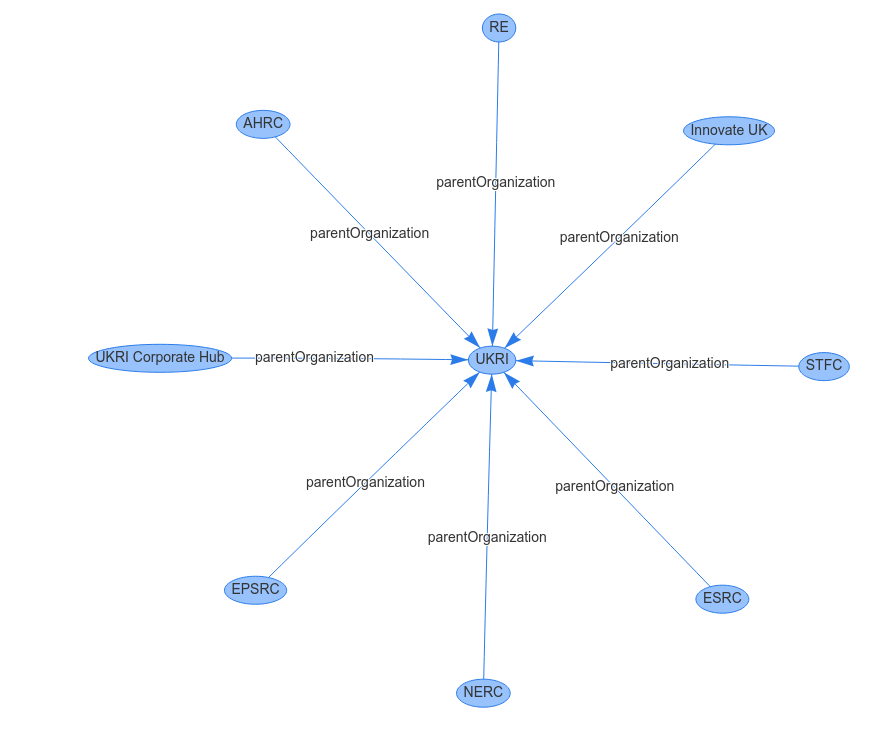 RE
AHRC
Innovate UK
parentOrganization
parentOrganization
parentOrganization
UKRI Corporate Hub
parentOrganization
UKRI
parentOrganization
STFC
parentOrganization
parentOrganization
parentOrganization
EPSRC
ESRC
NERC